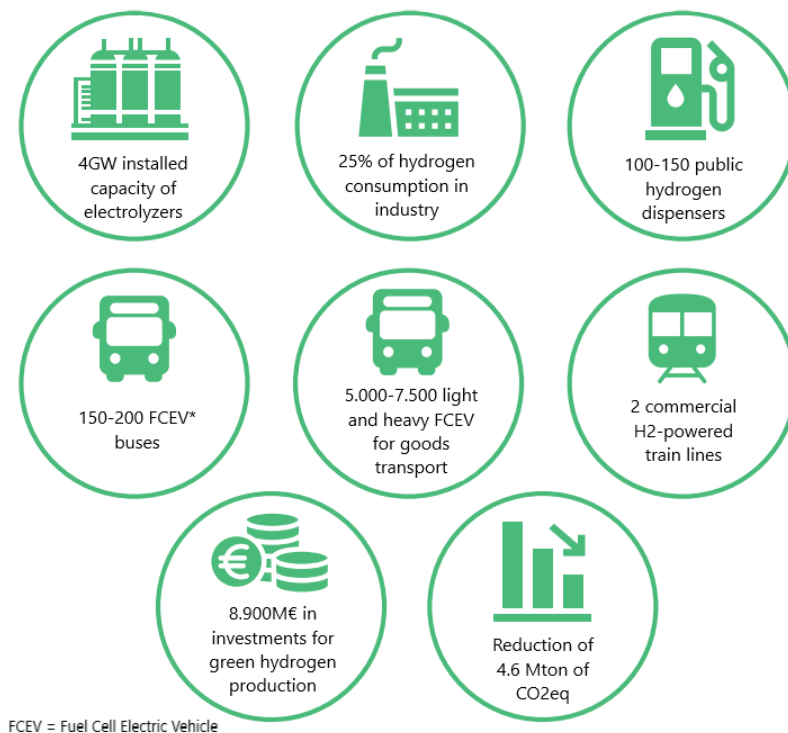 4GW installed
capacity of
electrolyzers
25% of hydrogen
consumption in
industry
100-150 public
hydrogen
dispensers
150-200 FCEV*
buses
5.000-7.500 light
and heavy FCEV
for goods
transport
2 commercial
H2-powered
train lines
€
8.900M€ in
investments for
green hydrogen
production
Reduction of
4.6 Mton of
CO2eq
FCEV = Fuel Cell Electric Vehicle